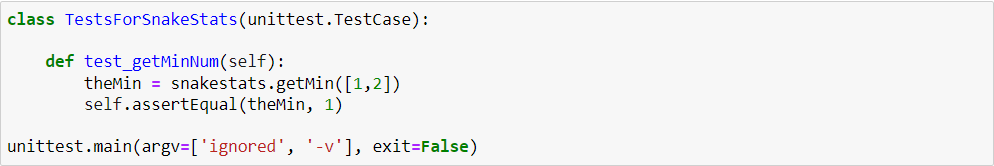 class TestsForSnakeStats(unittest.TestCase):
    def test_getMinNum(self):
        theMin = snakestats.getMin([1,2])
        self.assertEqual(theMin, 1)
unittest.main(argv=['ignored', '-v'], exit=False)